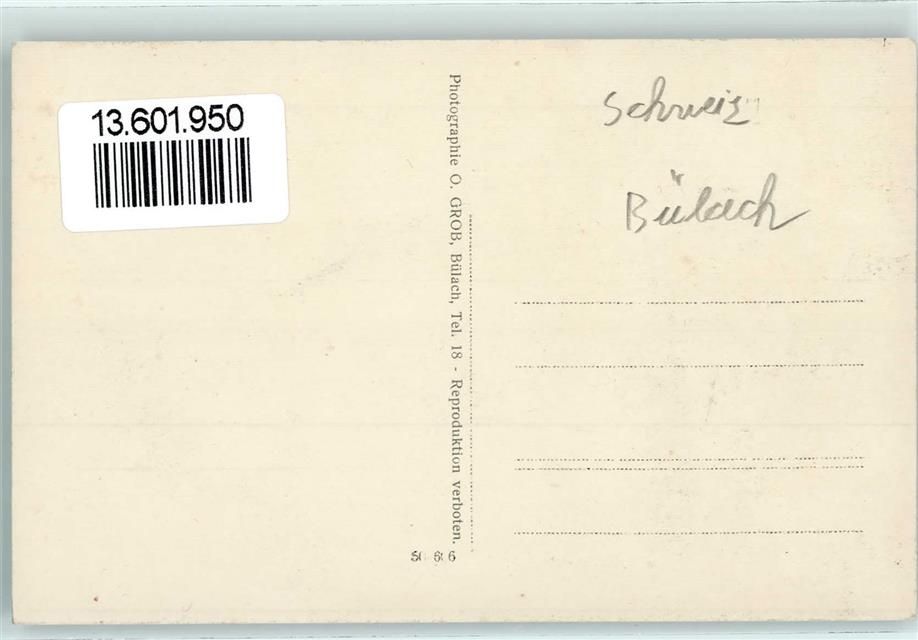 13.601.950
Photographie O. GROB, Bülach, Tel. 18 - Reproduktion verboten.
Schweiz
Bülach